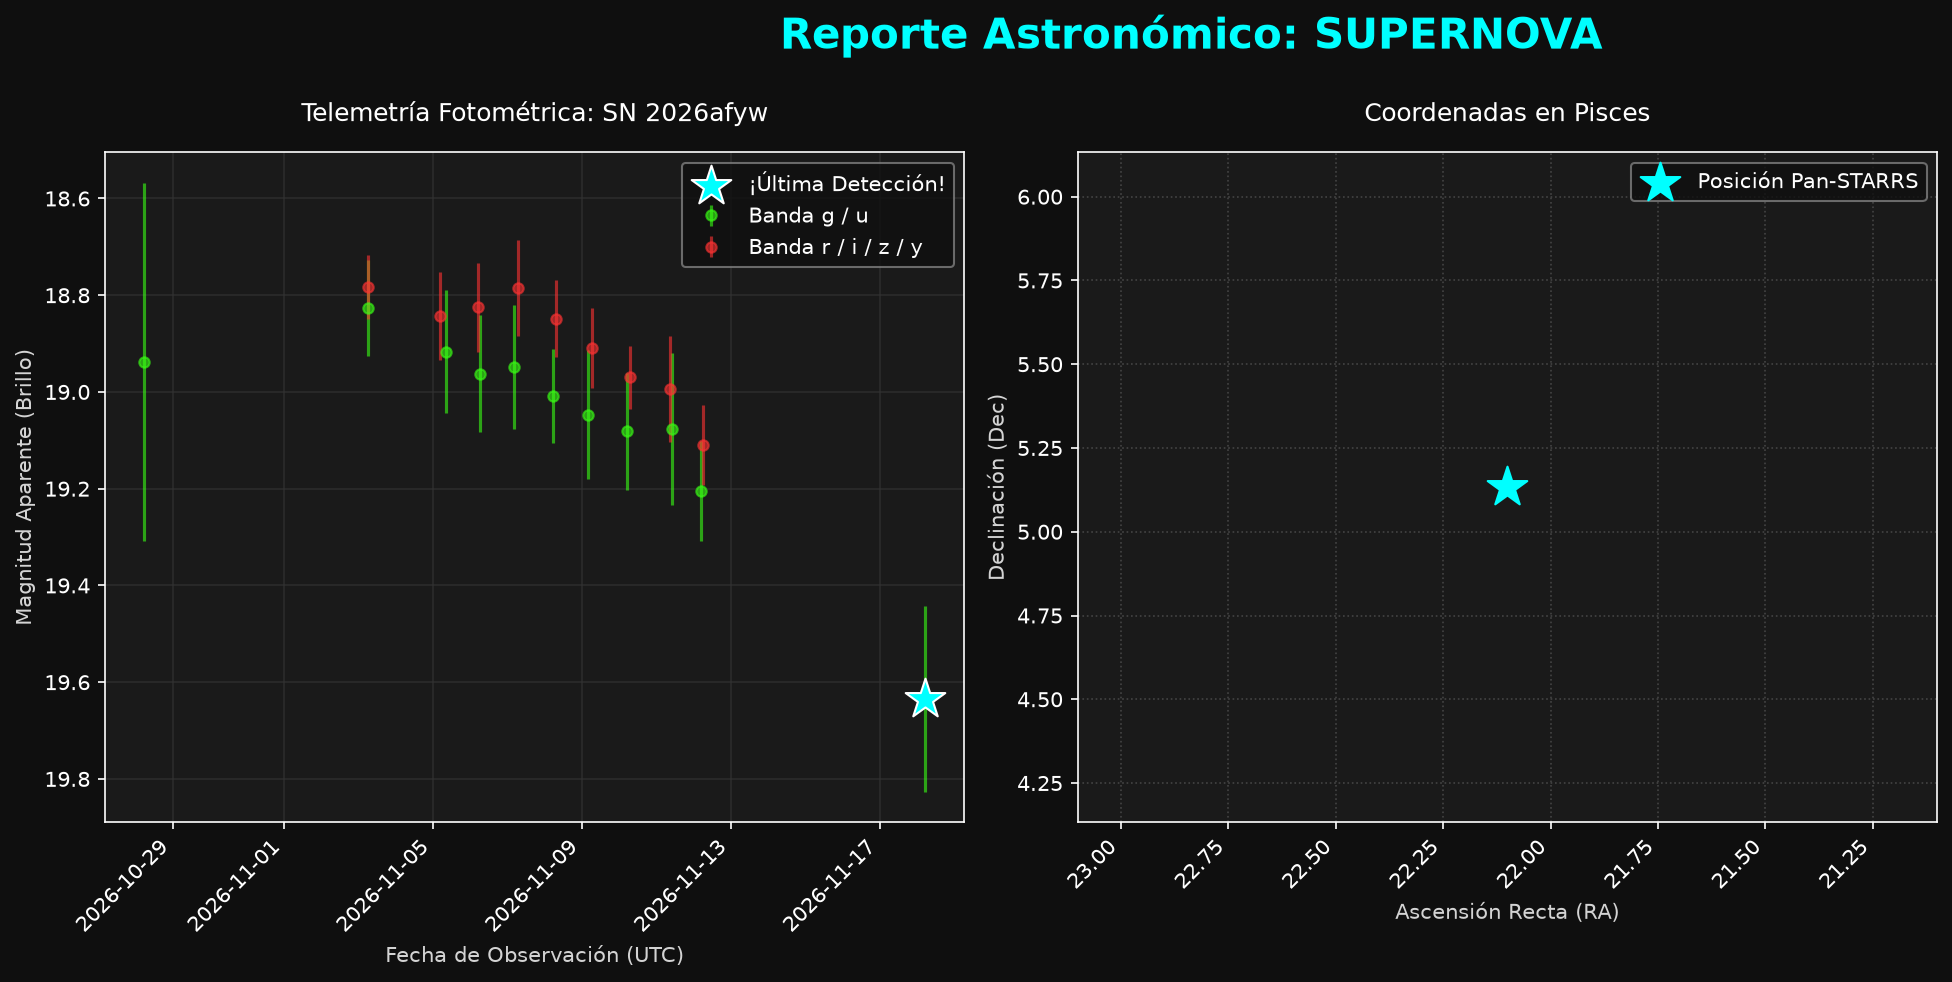 Reporte Astronómico: SUPERNOVA
Telemetría Fotométrica: SN 2026afyw
¡Última Detección!
Banda g / u
Banda r / i / z / y
Magnitud Aparente (Brillo)
18.6
18.8
19.0
19.2
19.4
19.6
19.8
2026-10-29
2026-11-01
2026-11-05
2026-11-09
2026-11-13
2026-11-17
Fecha de Observación (UTC)
Coordenadas en Pisces
Posición Pan-STARRS
Declinación (Dec)
6.00
5.75
5.50
5.25
5.00
4.75
4.50
4.25
23.00
22.75
22.50
22.25
22.00
21.75
21.50
21.25
Ascensión Recta (RA)